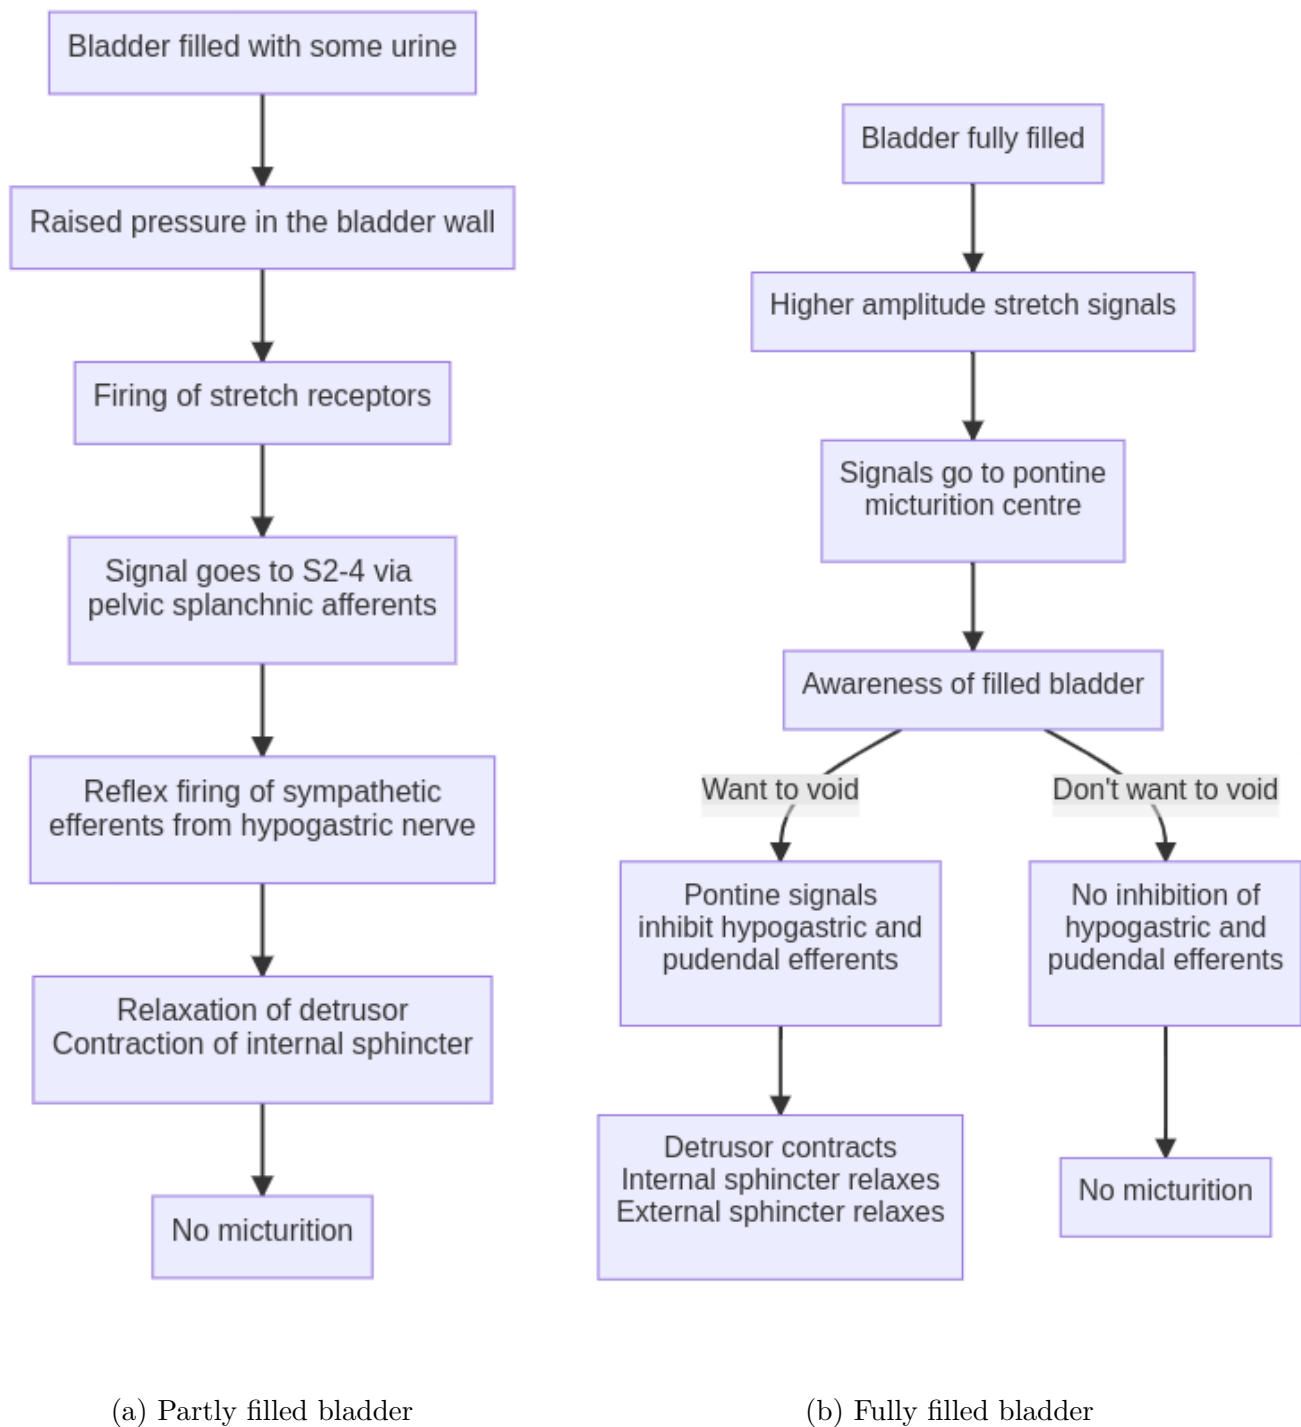 Bladder filled with some urine
Raised pressure in the bladder wall
Firing of stretch receptors
Signal goes to S2-4 via
pelvic splanchnic afferents
Reflex firing of sympathetic
efferents from hypogastric nerve
Relaxation of detrusor
Contraction of internal sphincter
No micturition
(a) Partly filled bladder
Bladder fully filled
Higher amplitude stretch signals
Signals go to pontine
micturition centre
Awareness of filled bladder
Want to void
Don't want to void
Pontine signals
inhibit hypogastric and
pudendal efferents
No inhibition of
hypogastric and
pudendal efferents
Detrusor contracts
Internal sphincter relaxes
External sphincter relaxes
No micturition
(b) Fully filled bladder